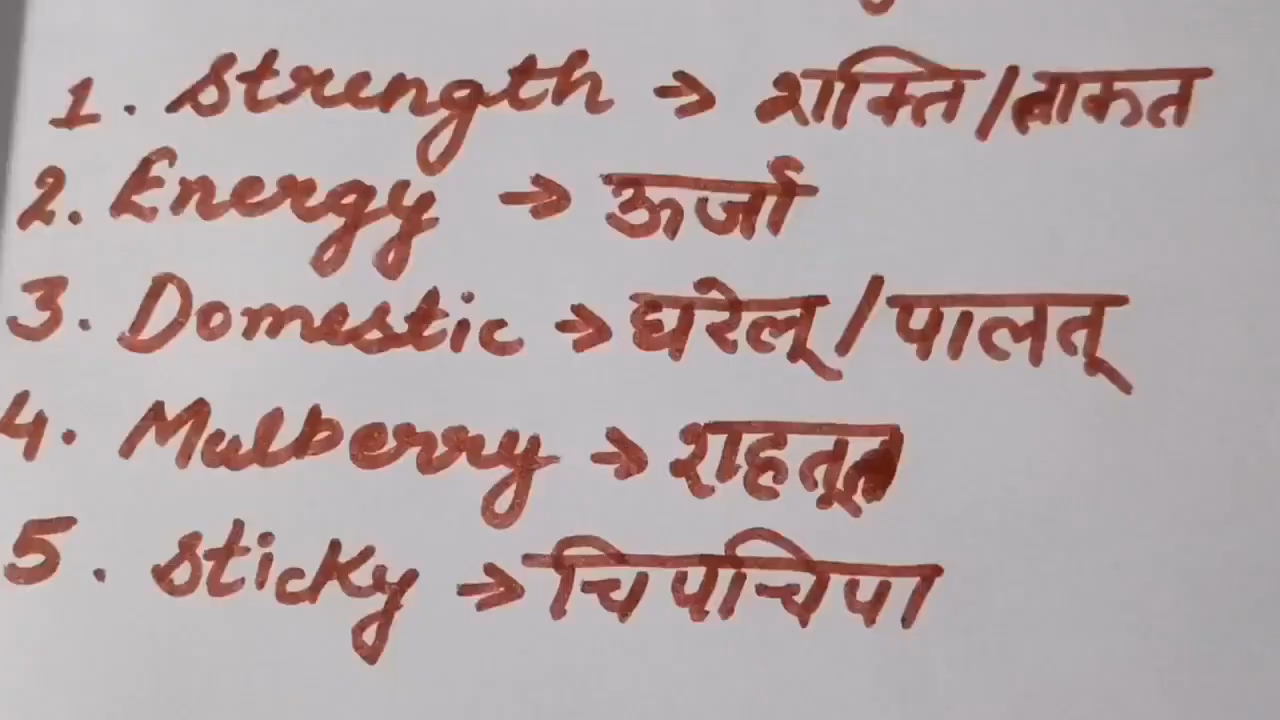 1. Strength → शक्ति/ताकत
2. Energy → ऊर्जा
3. Domestic → घरेलू/पालतू
4. Mulberry → शहतूत
5. Sticky → चिपचिपा